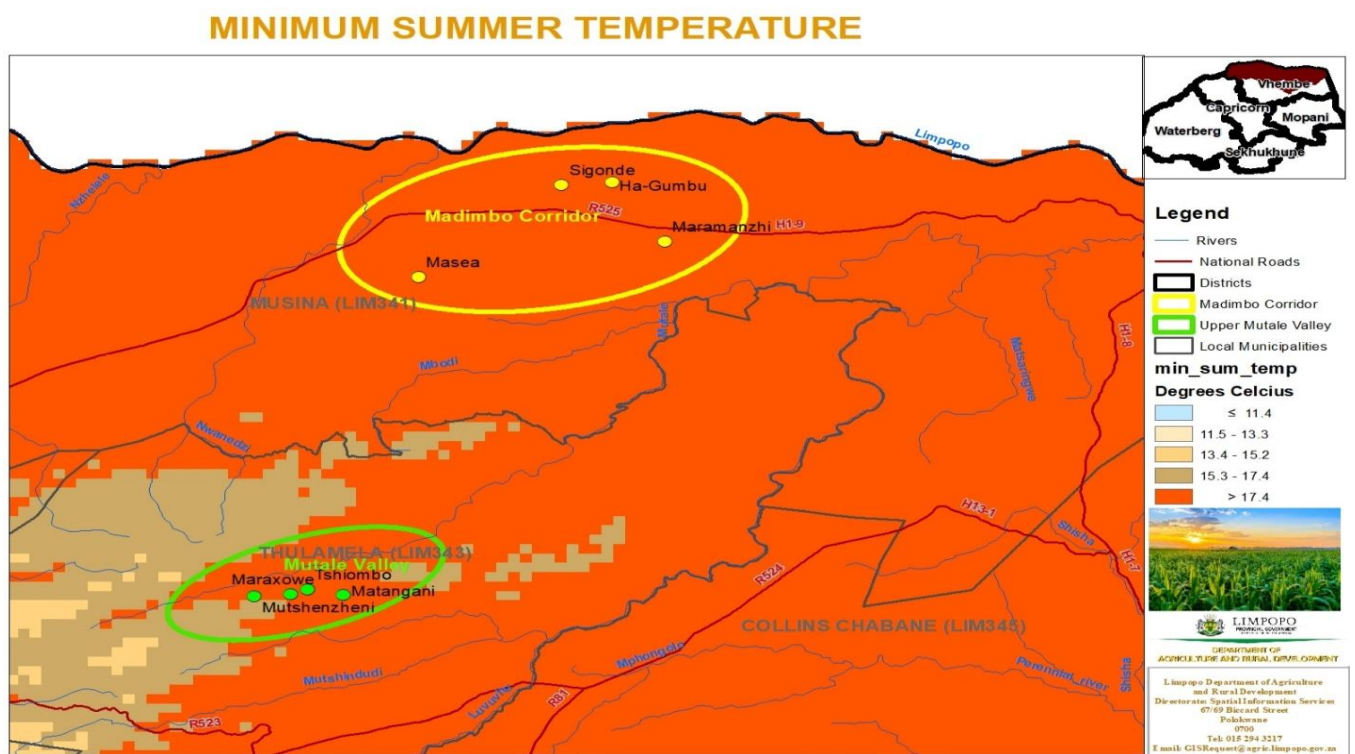 MINIMUM SUMMER TEMPERATURE
Limpopo
Nzhelele
Sigonde
Ha-Gumbu
Madimbo Corridor
R525
Maramanzhi
H1-9
Masea
MUSINA (LIM341)
Mutale
H1-8
Mbodi
Matsaringwe
Nwanedzi
H13-1
Shisha
H1-7
THULAMELA (LIM343)
Mutale Valley
Maraxowe
Tshiombo
Matangani
Mutshenzheni
R524
COLLINS CHABANE (LIM345)
Mphongolo
Perennial_river
Shisha
Mutshindudi
Luvuvhu
R81
R523
Vhembe
Capricorn
Mopani
Waterberg
Sekhukhune
Legend
Rivers
National Roads
Districts
Madimbo Corridor
Upper Mutale Valley
Local Municipalities
min_sum_temp
Degrees Celcius
≤ 11.4
11.5 - 13.3
13.4 - 15.2
15.3 - 17.4
> 17.4
LIMPOPO
PROVINCIAL GOVERNMENT
DEPARTMENT OF
AGRICULTURE AND RURAL DEVELOPMENT
Limpopo Department of Agriculture
and Rural Development
Directorate Spatial Information Services
67/69 Biccard Street
Polokwane
0700
Tel: 015 294 3217
E mail: GISRequest@agric.limpopo.gov.za